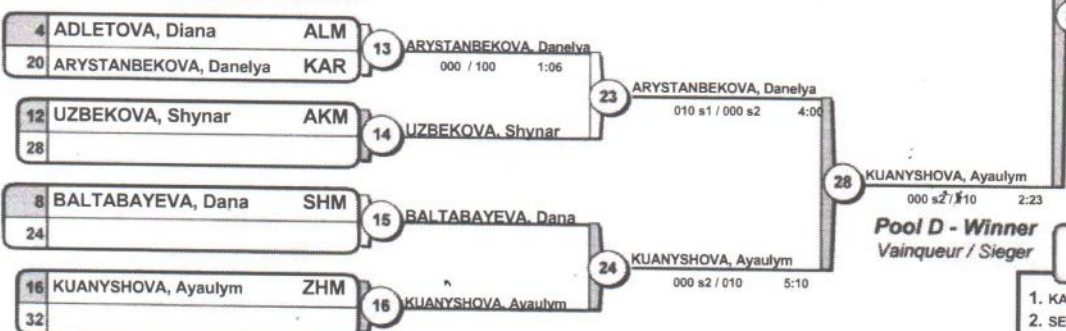 4 ADLETOVA, Diana ALM
20 ARYSTANBEKOVA, Danelya KAR
13 ARYSTANBEKOVA, Danelya
000 / 100 1:06
12 UZBEKOVA, Shynar AKM
28
14 UZBEKOVA, Shynar
23 ARYSTANBEKOVA, Danelya
010 s1 / 000 s2 4:00
8 BALTABAYEVA, Dana SHM
24
15 BALTABAYEVA, Dana
16 KUANYSHOVA, Ayaulym ZHM
32
16 KUANYSHOVA, Ayaulym
24 KUANYSHOVA, Ayaulym
000 s2 / 010 5:10
28 KUANYSHOVA, Ayaulym
000 s2 / 110 2:23
Pool D - Winner
Vainqueur / Sieger
1. KA
2. SE